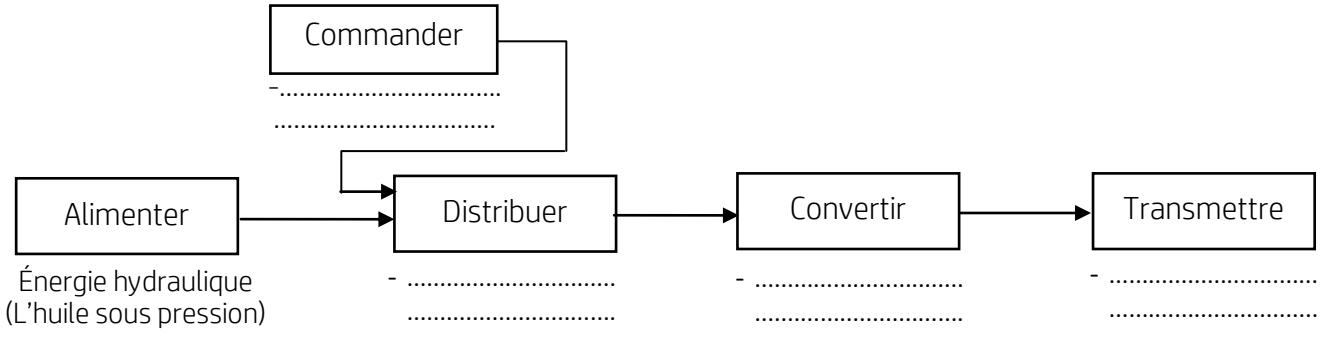 Commander
-..................................
..................................
Alimenter
Distribuer
Convertir
Transmettre
Énergie hydraulique
(L’huile sous pression)
- ................................
................................
- ................................
................................
- ................................
................................